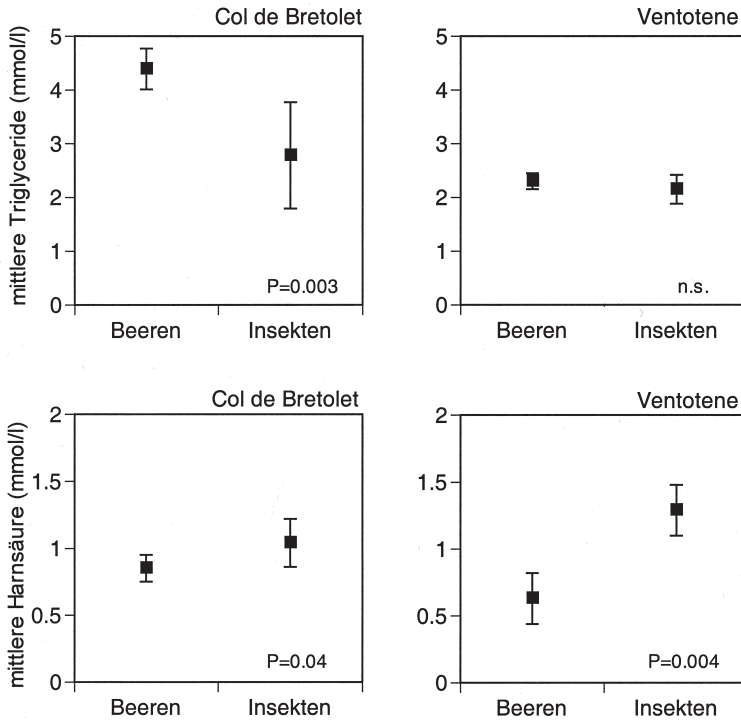 Col de Bretolet
mittlere Triglyceride (mmol/l)
5
4
3
2
1
0
P=0.003
Beeren Insekten
Ventotene
5
4
3
2
1
0
n.s.
Beeren Insekten
Col de Bretolet
mittlere Harnsäure (mmol/l)
2
1.5
1
0.5
0
P=0.04
Beeren Insekten
Ventotene
2
1.5
1
0.5
0
P=0.004
Beeren Insekten